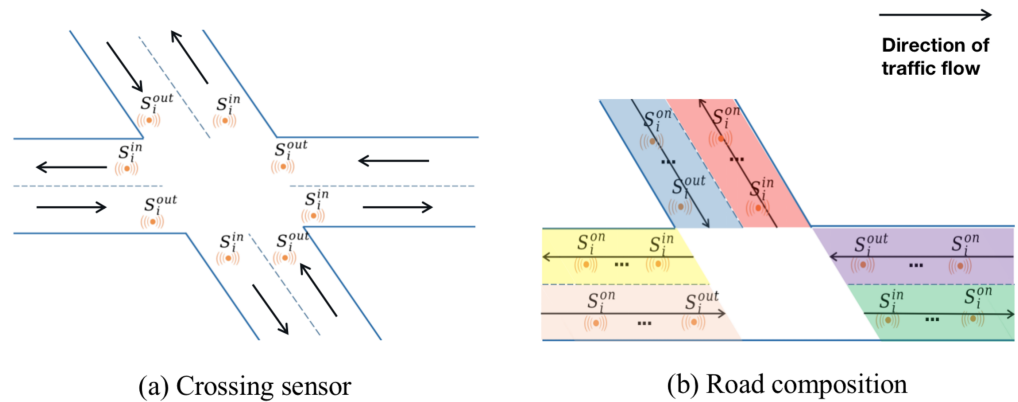 Direction of
traffic flow
S_i^{out} S_i^{in}
S_i^{in} S_i^{out}
S_i^{out} S_i^{in}
S_i^{in} S_i^{out}
(a) Crossing sensor
S_i^{on} S_i^{on}
... ...
S_i^{out} S_i^{in}
S_i^{on} ... S_i^{in} S_i^{out} ... S_i^{on}
S_i^{on} ... S_i^{out} S_i^{in} ... S_i^{on}
(b) Road composition